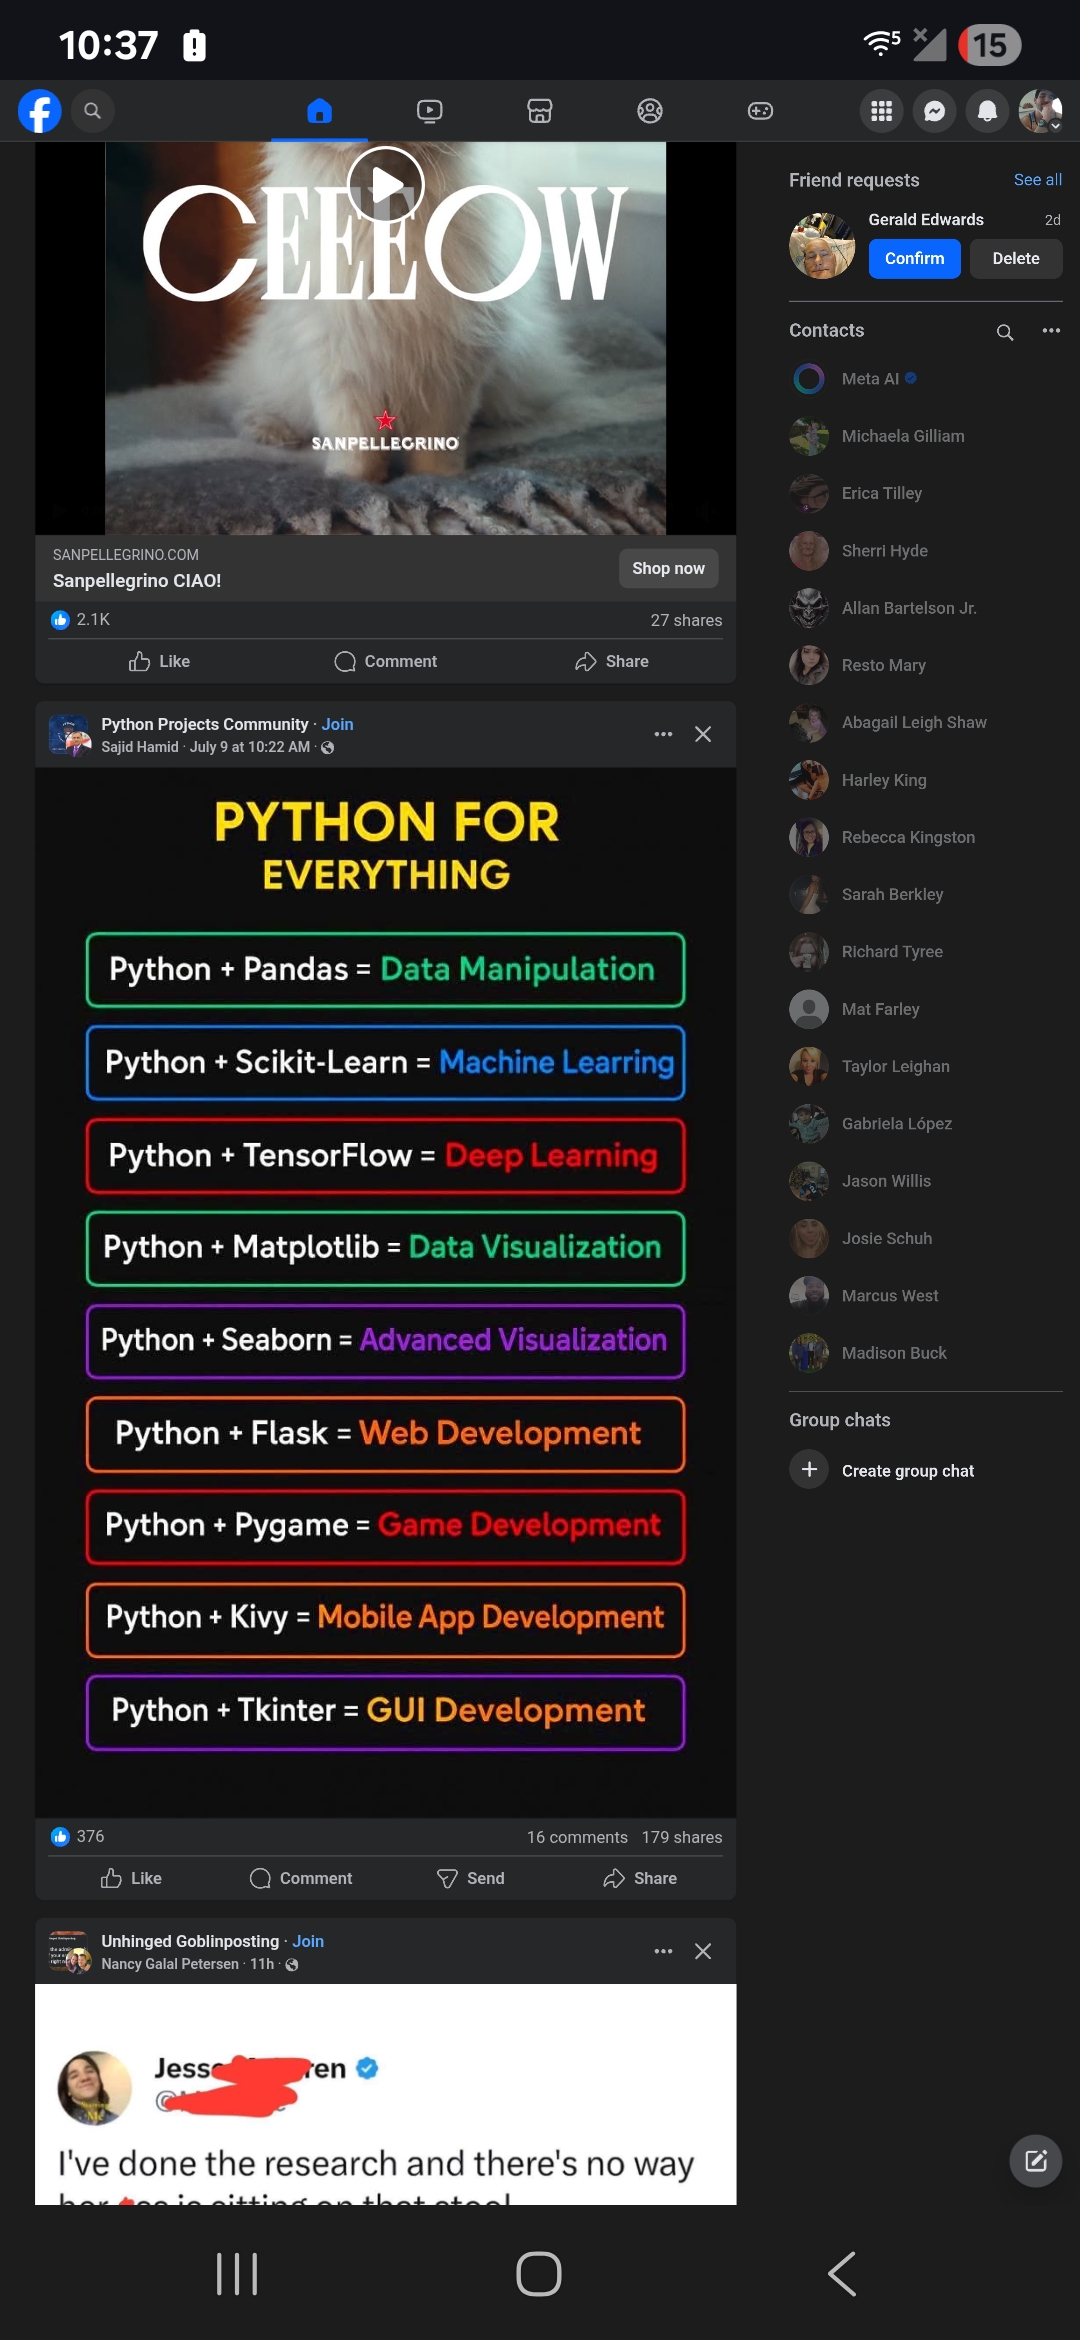 10:37
5
15
Friend requests
See all
Gerald Edwards
2d
Confirm
Delete
Contacts
Meta AI
Michaela Gilliam
Erica Tilley
Sherri Hyde
Allan Bartelson Jr.
Resto Mary
Abagail Leigh Shaw
Harley King
Rebecca Kingston
Sarah Berkley
Richard Tyree
Mat Farley
Taylor Leighan
Gabriela López
Jason Willis
Josie Schuh
Marcus West
Madison Buck
Group chats
Create group chat
CEEEOW
SANPELLEGRINO
SANPELLEGRINO.COM
Sanpellegrino CIAO!
Shop now
2.1K
27 shares
Like
Comment
Share
Python Projects Community · Join
Sajid Hamid · July 9 at 10:22 AM ·
PYTHON FOR
EVERYTHING
Python + Pandas = Data Manipulation
Python + Scikit-Learn = Machine Learring
Python + TensorFlow = Deep Learning
Python + Matplotlib = Data Visualization
Python + Seaborn = Advanced Visualization
Python + Flask = Web Development
Python + Pygame = Game Development
Python + Kivy = Mobile App Development
Python + Tkinter = GUI Development
376
16 comments 179 shares
Like
Comment
Send
Share
Unhinged Goblinposting · Join
Nancy Galal Petersen · 11h ·
I've done the research and there's no way
is sitting on that stool